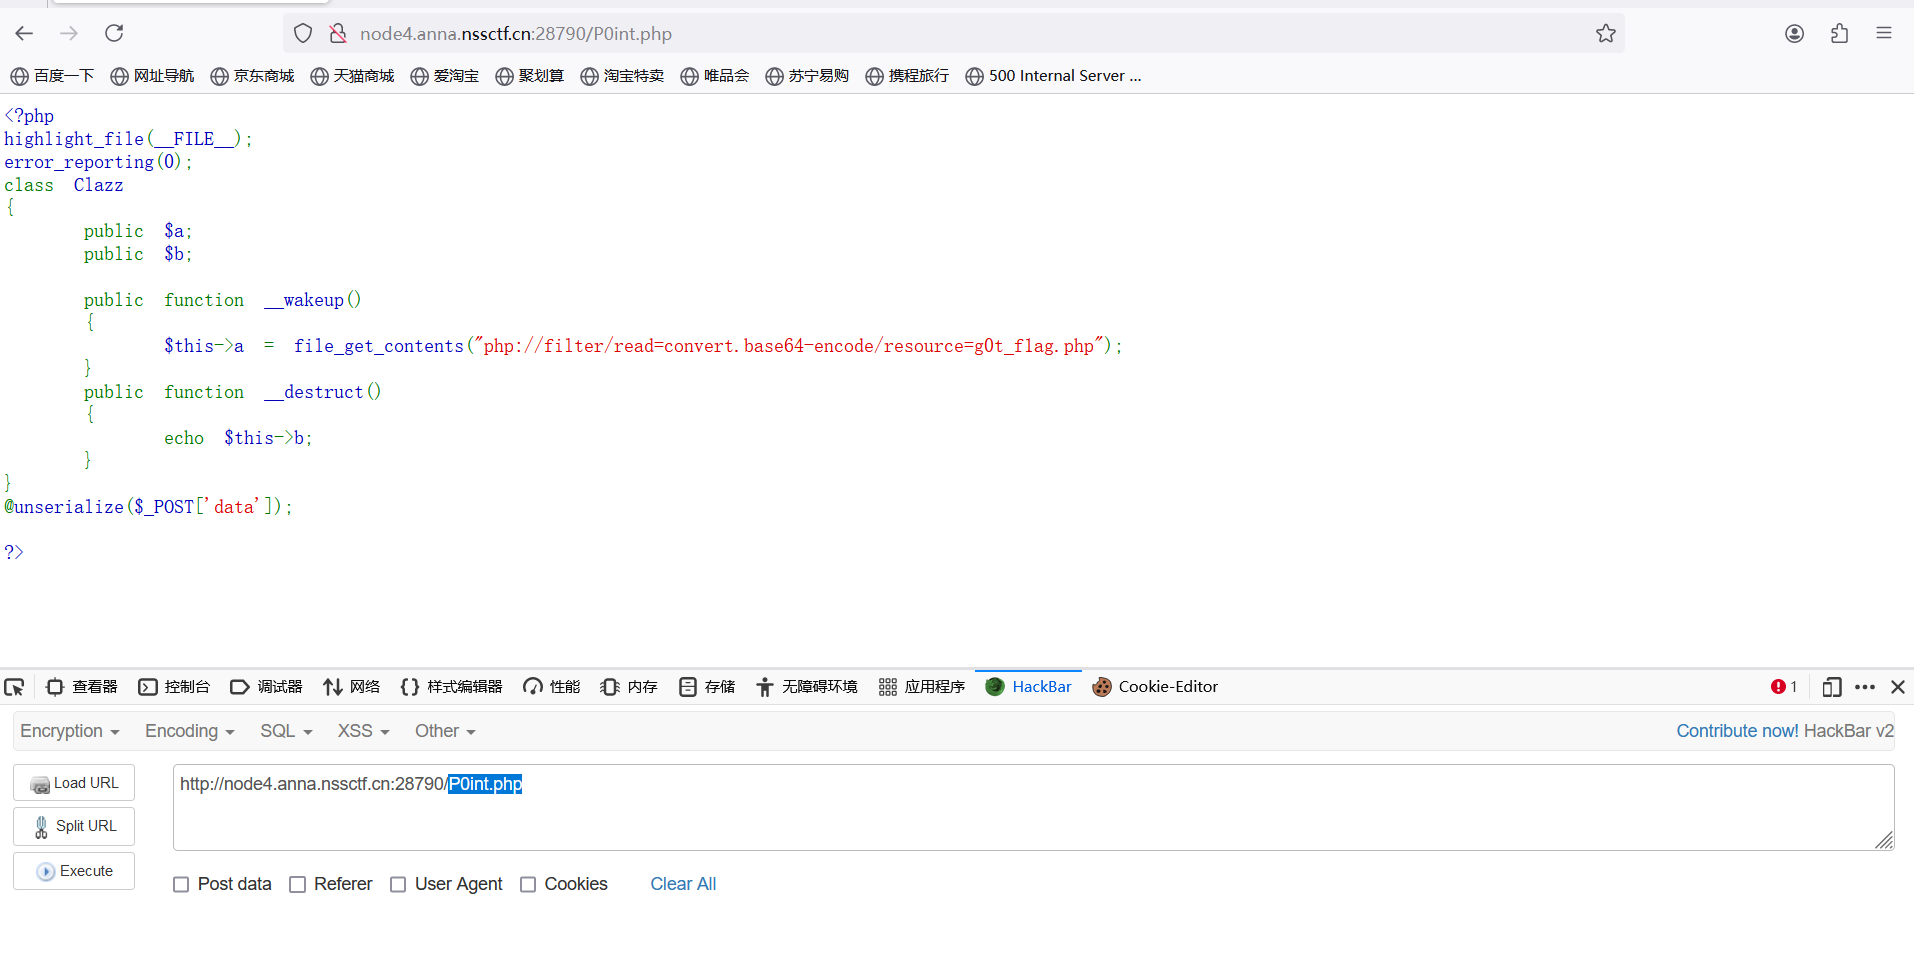 node4.anna.nssctf.cn:28790/P0int.php
百度一下 网址导航 京东商城 天猫商城 爱淘宝 聚划算 淘宝特卖 唯品会 苏宁易购 携程旅行 500 Internal Server ...
<?php
highlight_file(__FILE__);
error_reporting(0);
class Clazz
{
public $a;
public $b;
public function __wakeup()
{
$this->a = file_get_contents("php://filter/read=convert.base64-encode/resource=g0t_flag.php");
}
public function __destruct()
{
echo $this->b;
}
}
@unserialize($_POST['data']);
?>
查看器 控制台 调试器 网络 样式编辑器 性能 内存 存储 无障碍环境 应用程序 HackBar Cookie-Editor 1
Encryption Encoding SQL XSS Other Contribute now! HackBar v2
Load URL http://node4.anna.nssctf.cn:28790/P0int.php
Split URL
Execute
Post data Referer User Agent Cookies Clear All